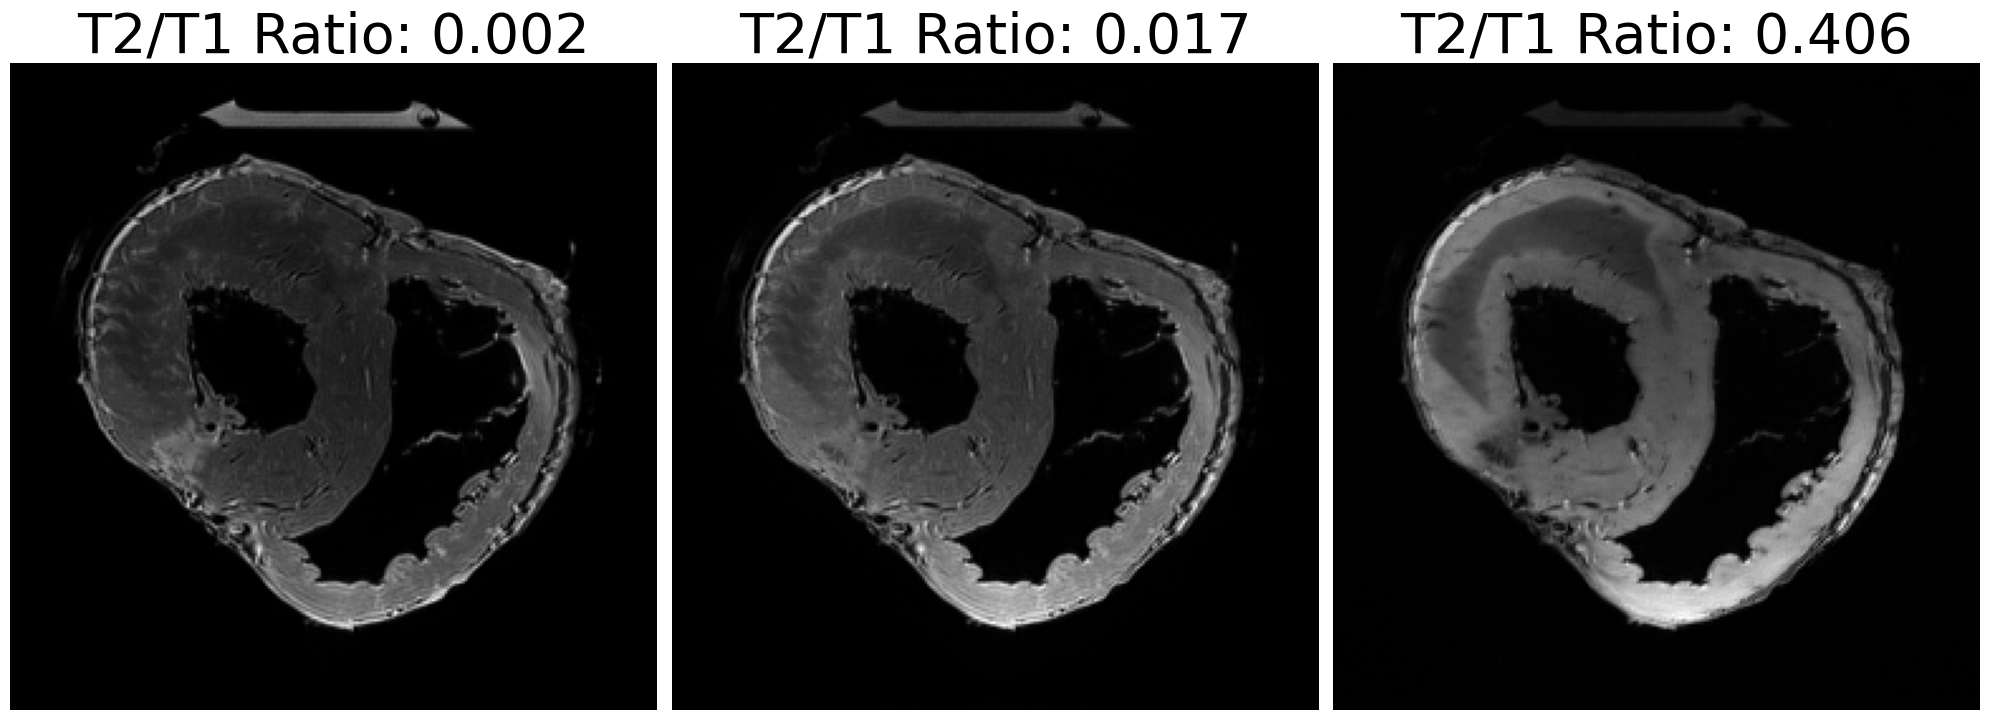 T2/T1 Ratio: 0.002
T2/T1 Ratio: 0.017
T2/T1 Ratio: 0.406